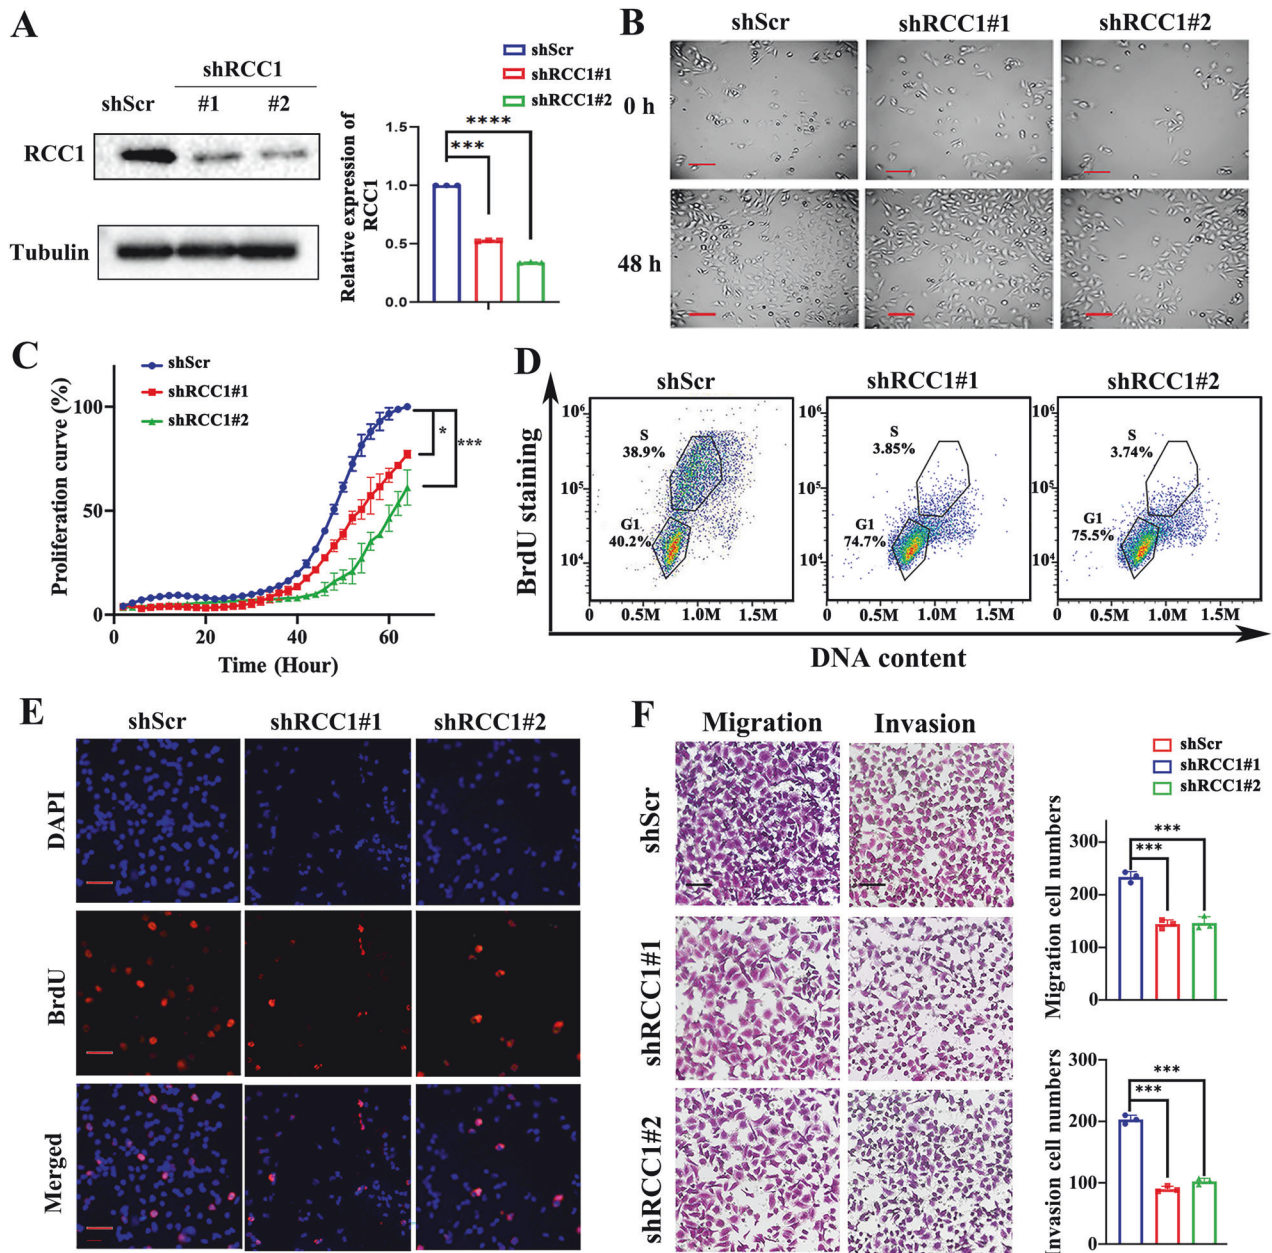 A
shScr
shRCC1
#1
#2
RCC1
Tubulin
shScr
shRCC1#1
shRCC1#2
Relative expression of
RCC1
1.5
1.0
0.5
0.0
***
****
B
shScr
shRCC1#1
shRCC1#2
0 h
48 h
C
shScr
shRCC1#1
shRCC1#2
Proliferation curve (%)
100
50
0
0
20
40
60
Time (Hour)
*
***
D
shScr
shRCC1#1
shRCC1#2
BrdU staining
10⁶
10⁵
10⁴
S
38.9%
G1
40.2%
0
0.5M
1.0M
1.5M
10⁶
10⁵
10⁴
S
3.85%
G1
74.7%
0
0.5M
1.0M
1.5M
10⁶
10⁵
10⁴
S
3.74%
G1
75.5%
0
0.5M
1.0M
1.5M
DNA content
E
shScr
shRCC1#1
shRCC1#2
DAPI
BrdU
Merged
F
Migration
Invasion
shScr
shRCC1#1
shRCC1#2
shScr
shRCC1#1
shRCC1#2
Migration cell numbers
300
200
100
0
***
***
Invasion cell numbers
300
200
100
0
***
***